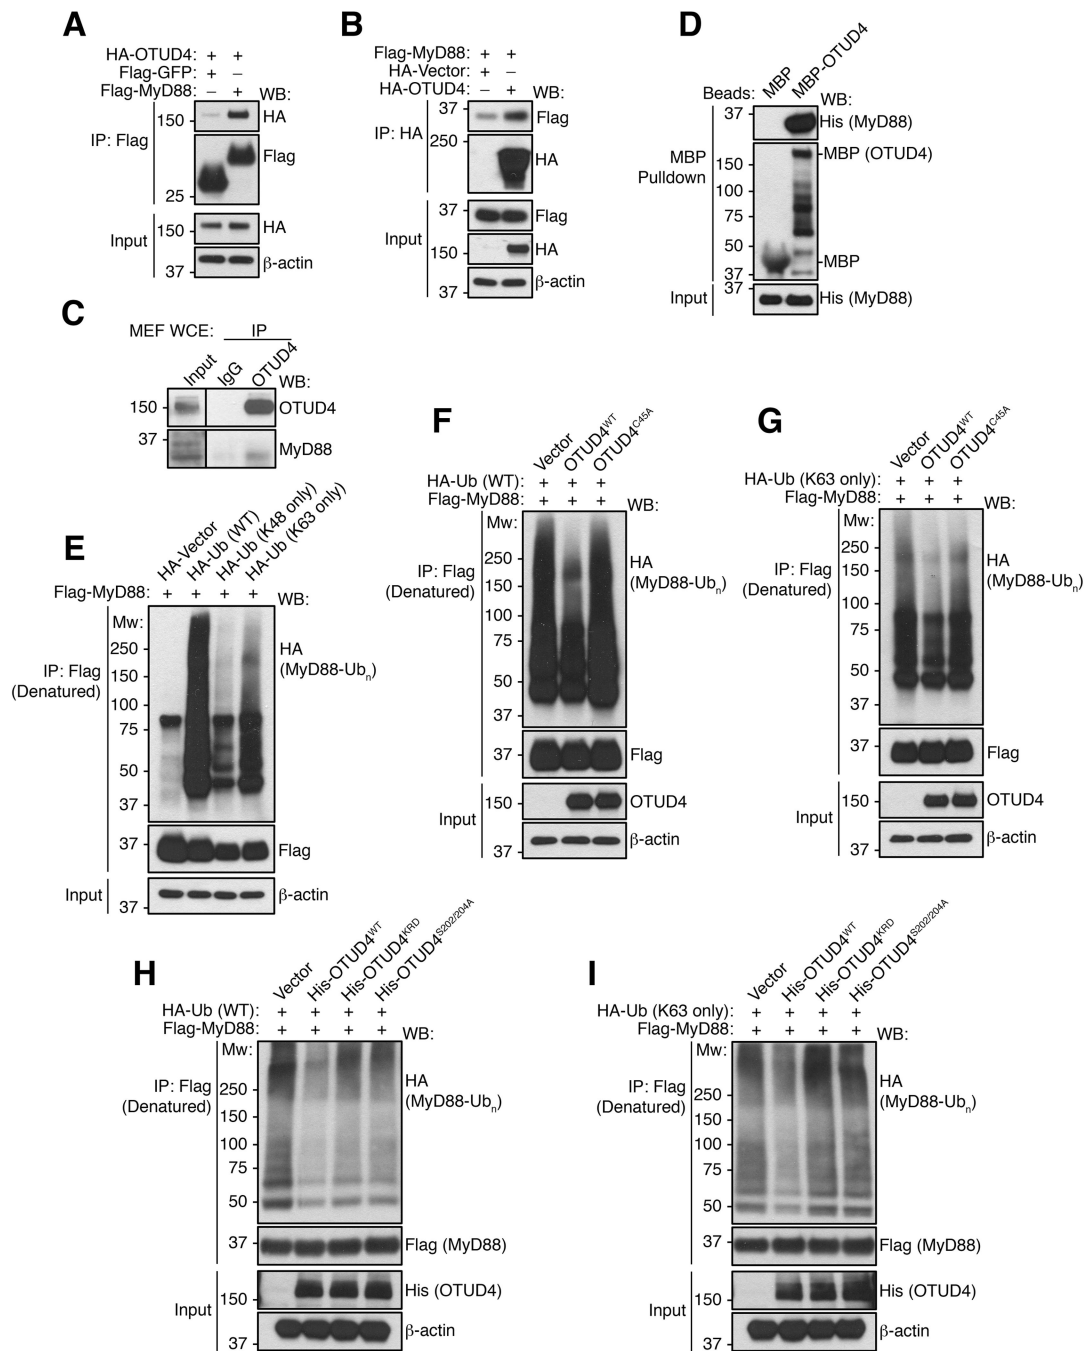 A
HA-OTUD4: + +
Flag-GFP: + −
Flag-MyD88: − +
WB:
IP: Flag
150
HA
Flag
25
Input
150
HA
37
β-actin
B
Flag-MyD88: + +
HA-Vector: + −
HA-OTUD4: − +
WB:
IP: HA
37
Flag
250
HA
Input
37
Flag
150
HA
37
β-actin
D
Beads: MBP MBP-OTUD4
WB:
MBP
Pulldown
37
His (MyD88)
150
MBP (OTUD4)
100
75
50
MBP
37
Input
37
His (MyD88)
C
MEF WCE: IP
Input IgG OTUD4
WB:
150
OTUD4
37
MyD88
E
HA-Vector HA-Ub (WT) HA-Ub (K48 only) HA-Ub (K63 only)
Flag-MyD88: + + + +
WB:
Mw:
IP: Flag
(Denatured)
250
150
100
75
50
37
HA
(MyD88-Ubn)
37
Flag
Input
37
β-actin
F
Vector OTUD4WT OTUD4C45A
HA-Ub (WT): + + +
Flag-MyD88: + + +
WB:
Mw:
IP: Flag
(Denatured)
250
150
100
75
50
37
HA
(MyD88-Ubn)
37
Flag
Input
150
OTUD4
37
β-actin
G
Vector OTUD4WT OTUD4C45A
HA-Ub (K63 only): + + +
Flag-MyD88: + + +
WB:
Mw:
IP: Flag
(Denatured)
250
150
100
75
50
37
HA
(MyD88-Ubn)
37
Flag
Input
150
OTUD4
37
β-actin
H
Vector His-OTUD4WT His-OTUD4KRD His-OTUD4S202/204A
HA-Ub (WT): + + + +
Flag-MyD88: + + + +
WB:
Mw:
IP: Flag
(Denatured)
250
150
100
75
50
HA
(MyD88-Ubn)
37
Flag (MyD88)
Input
150
His (OTUD4)
37
β-actin
I
Vector His-OTUD4WT His-OTUD4KRD His-OTUD4S202/204A
HA-Ub (K63 only): + + + +
Flag-MyD88: + + + +
WB:
Mw:
IP: Flag
(Denatured)
250
150
100
75
50
HA
(MyD88-Ubn)
37
Flag (MyD88)
Input
150
His (OTUD4)
37
β-actin